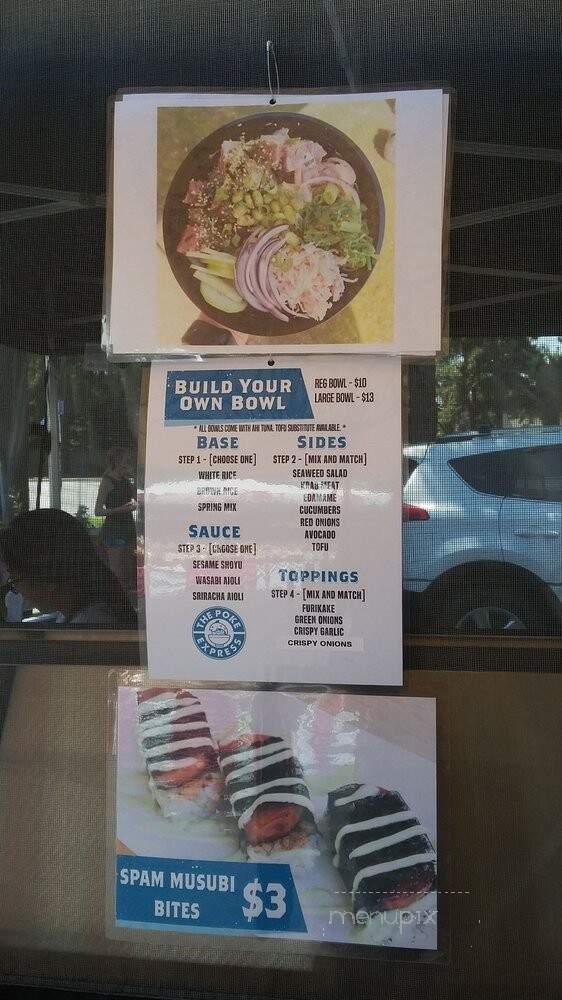 BUILD YOUR
OWN BOWL
REG BOWL - $10
LARGE BOWL - $13
* ALL BOWLS COME WITH AHI TUNA. TOFU SUBSTITUTE AVAILABLE. *
BASE
STEP 1 - [CHOOSE ONE]
WHITE RICE
BROWN RICE
SPRING MIX
SIDES
STEP 2 - [MIX AND MATCH]
SEAWEED SALAD
KRAB MEAT
EDAMAME
CUCUMBERS
RED ONIONS
AVOCADO
TOFU
SAUCE
STEP 3 - [CHOOSE ONE]
SESAME SHOYU
WASABI AIOLI
SRIRACHA AIOLI
TOPPINGS
STEP 4 - [MIX AND MATCH]
FURIKAKE
GREEN ONIONS
CRISPY GARLIC
CRISPY ONIONS
THE POKE
EXPRESS
SPAM MUSUBI
BITES
$3
menupix